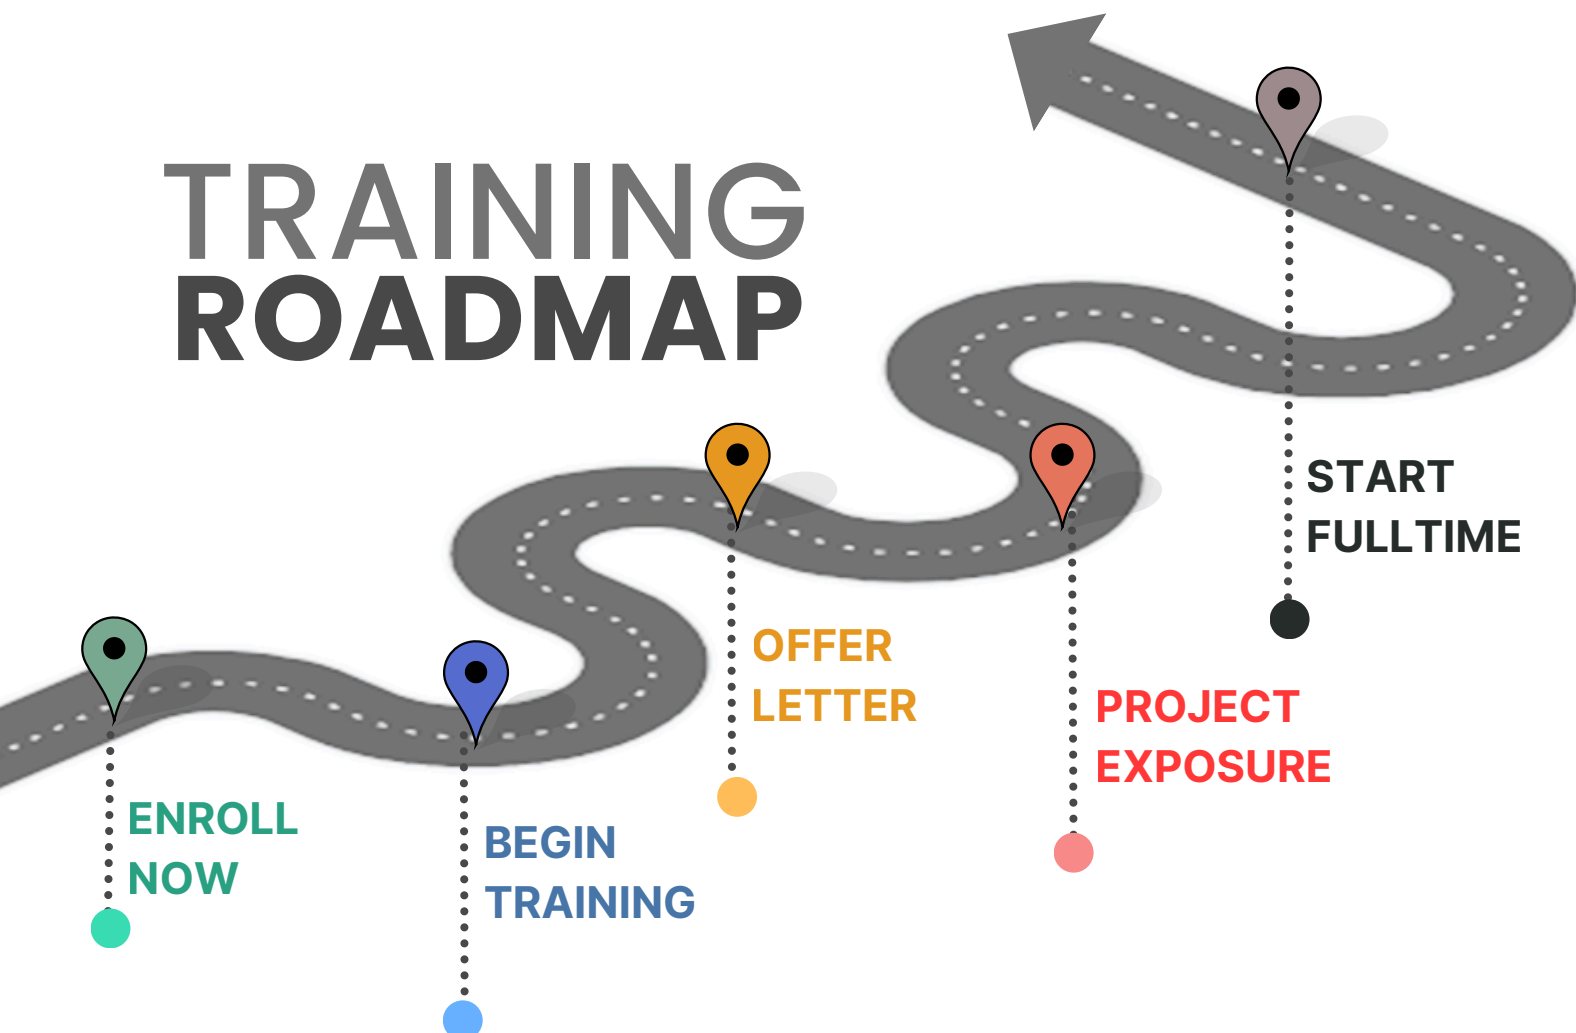 TRAINING
ROADMAP
ENROLL
NOW
BEGIN
TRAINING
OFFER
LETTER
PROJECT
EXPOSURE
START
FULLTIME